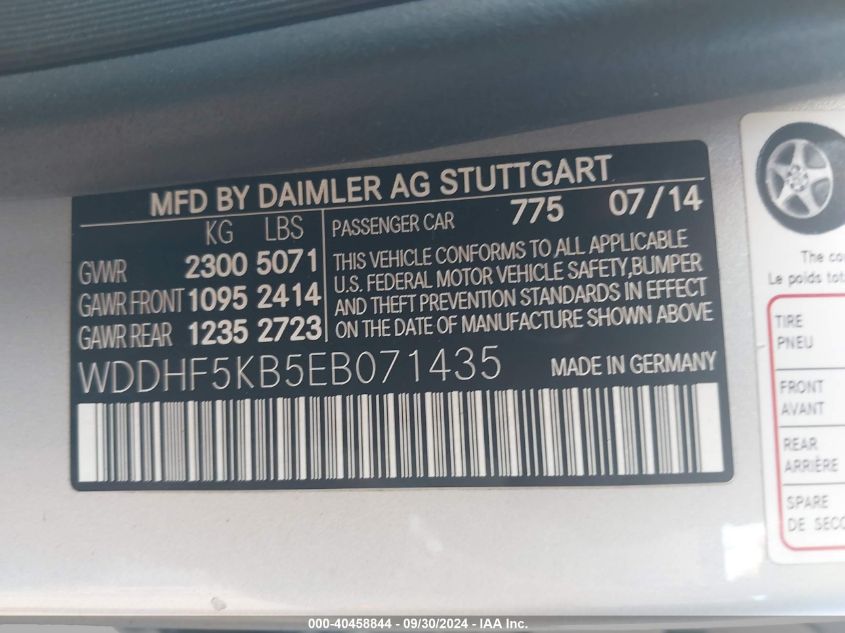 MFD BY DAIMLER AG STUTTGART
KG LBS
GVWR 2300 5071
GAWR FRONT 1095 2414
GAWR REAR 1235 2723
PASSENGER CAR 775 07/14
THIS VEHICLE CONFORMS TO ALL APPLICABLE
U.S. FEDERAL MOTOR VEHICLE SAFETY,BUMPER
AND THEFT PREVENTION STANDARDS IN EFFECT
ON THE DATE OF MANUFACTURE SHOWN ABOVE
WDDHF5KB5EB071435 MADE IN GERMANY
The
Le poids
TIRE
PNEU
FRONT
AVANT
REAR
ARRIÈRE
SPARE
DE
000-40458844 - 09/30/2024 - IAA Inc.